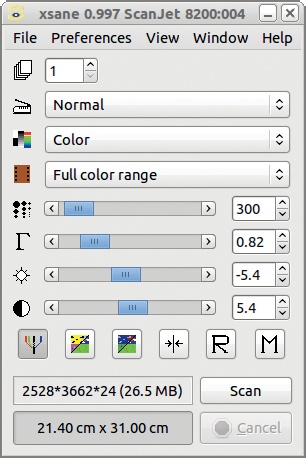 xsane 0.997 ScanJet 8200:004
File Preferences View Window Help
1
Normal
Color
Full color range
300
Γ 0.82
-5.4
5.4
R M
2528*3662*24 (26.5 MB) Scan
21.40 cm x 31.00 cm Cancel